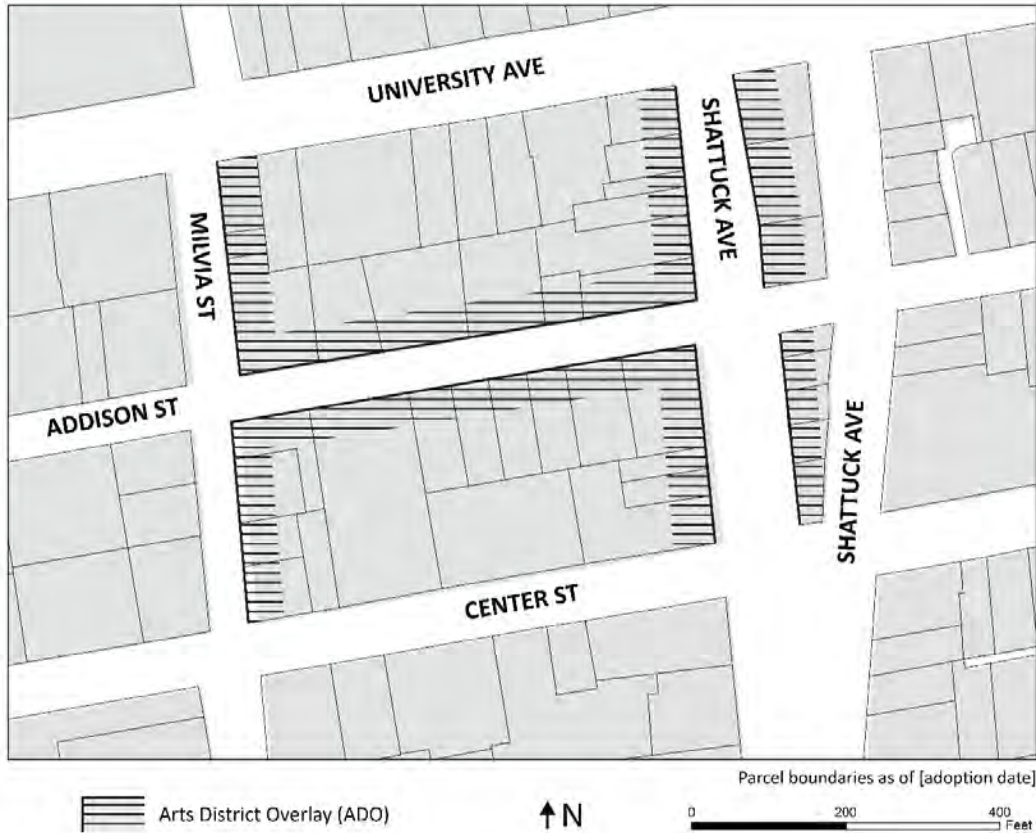 UNIVERSITY AVE
SHATTUCK AVE
MILVIA ST
ADDISON ST
SHATTUCK AVE
CENTER ST
Parcel boundaries as of [adoption date]
Arts District Overlay (ADO)
N
0 200 400
Feet